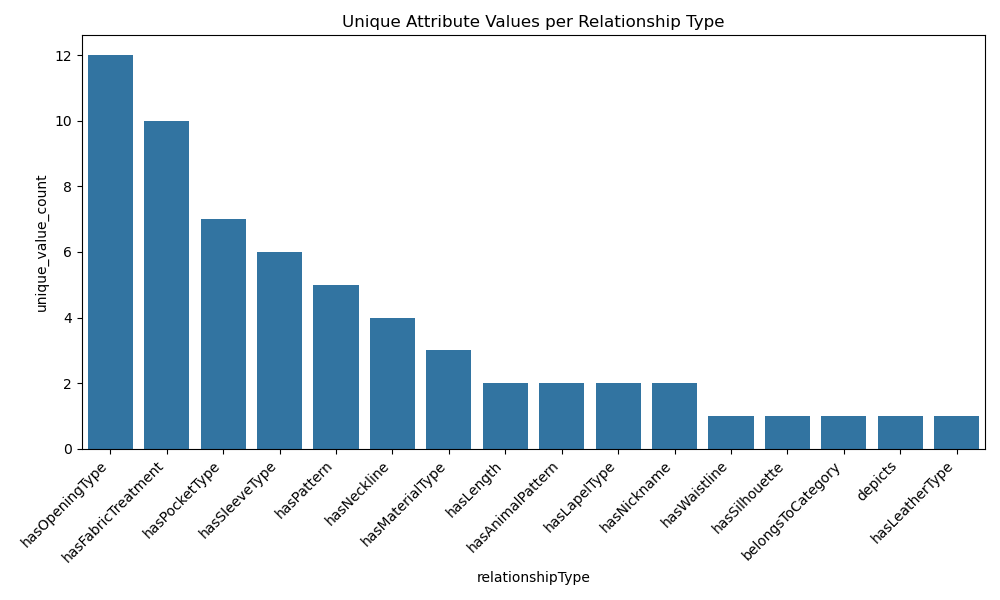 Unique Attribute Values per Relationship Type
unique_value_count
12
10
8
6
4
2
0
hasOpeningType
hasFabricTreatment
hasPocketType
hasSleeveType
hasPattern
hasNeckline
hasMaterialType
hasLength
hasAnimalPattern
hasLapelType
hasNickname
hasWaistline
hasSilhouette
belongsToCategory
depicts
hasLeatherType
relationshipType